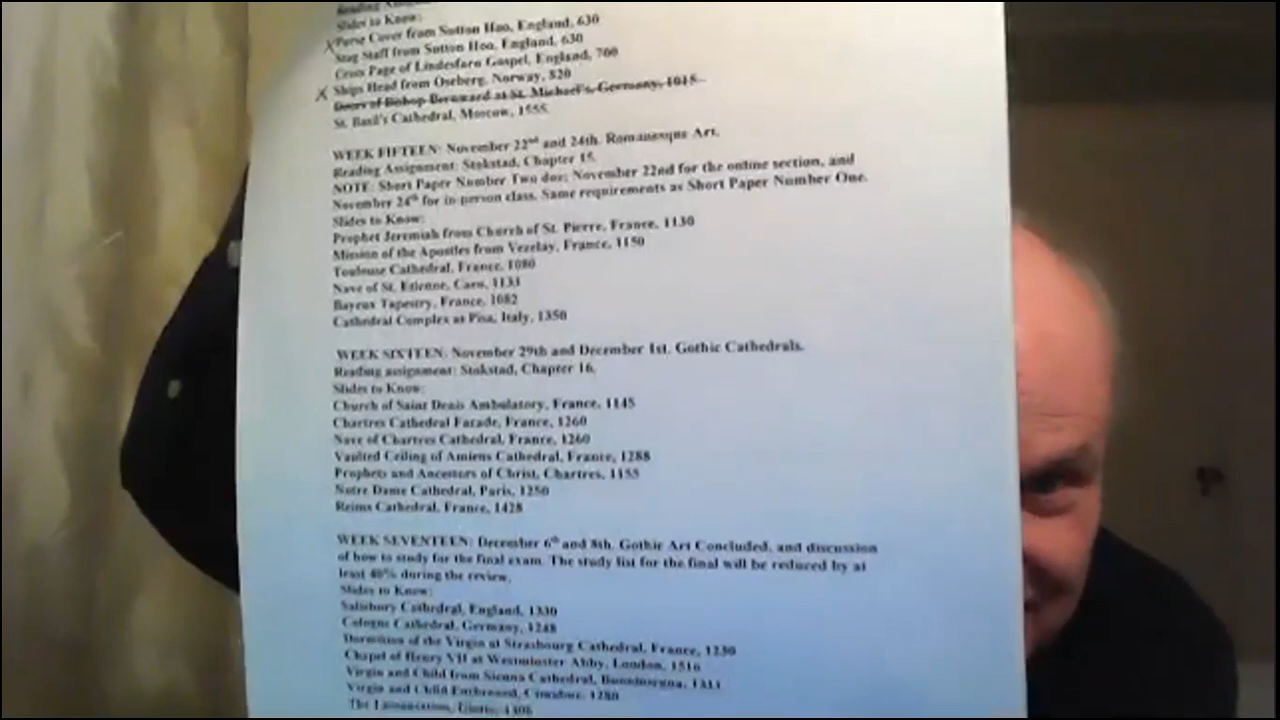 Reading
Slides to Know:
X Purse Cover from Sutton Hoo, England, 630
Stag Staff from Sutton Hoo, England, 630
Cross Page of Lindesfarn Gospel, England, 700
X Ships Head from Oseberg, Norway, 820
Doors of Bishop Bernward at St. Michael's, Germany, 1015
St. Basil's Cathedral, Moscow, 1555.
WEEK FIFTEEN: November 22nd and 24th. Romanesque Art.
Reading Assignment: Stokstad, Chapter 15.
NOTE: Short Paper Number Two due: November 22nd for the online section, and
November 24th for in-person class. Same requirements as Short Paper Number One.
Slides to Know:
Prophet Jeremiah from Church of St. Pierre, France, 1130
Mission of the Apostles from Vezelay, France, 1150
Toulouse Cathedral, France, 1080
Nave of St. Etienne, Caen, 1133
Bayeux Tapestry, France, 1082
Cathedral Complex at Pisa, Italy, 1350
WEEK SIXTEEN: November 29th and December 1st. Gothic Cathedrals.
Reading assignment: Stokstad, Chapter 16.
Slides to Know:
Church of Saint Denis Ambulatory, France, 1145
Chartres Cathedral Facade, France, 1260
Nave of Chartres Cathedral, France, 1260
Vaulted Ceiling of Amiens Cathedral, France, 1288
Prophets and Ancestors of Christ, Chartres, 1155
Notre Dame Cathedral, Paris, 1250
Reims Cathedral, France, 1428
WEEK SEVENTEEN: December 6th and 8th. Gothic Art Concluded, and discussion
of how to study for the final exam. The study list for the final will be reduced by at
least 40% during the review.
Slides to Know:
Salisbury Cathedral, England, 1330
Cologne Cathedral, Germany, 1248
Dormition of the Virgin at Strasbourg Cathedral, France, 1230
Chapel of Henry VII at Westminster Abby, London, 1510
Virgin and Child from Sienna Cathedral, Buoninsegna, 1311
Virgin and Child Enthroned, Cimabue, 1280
The Lamentation, Giotto, 1306